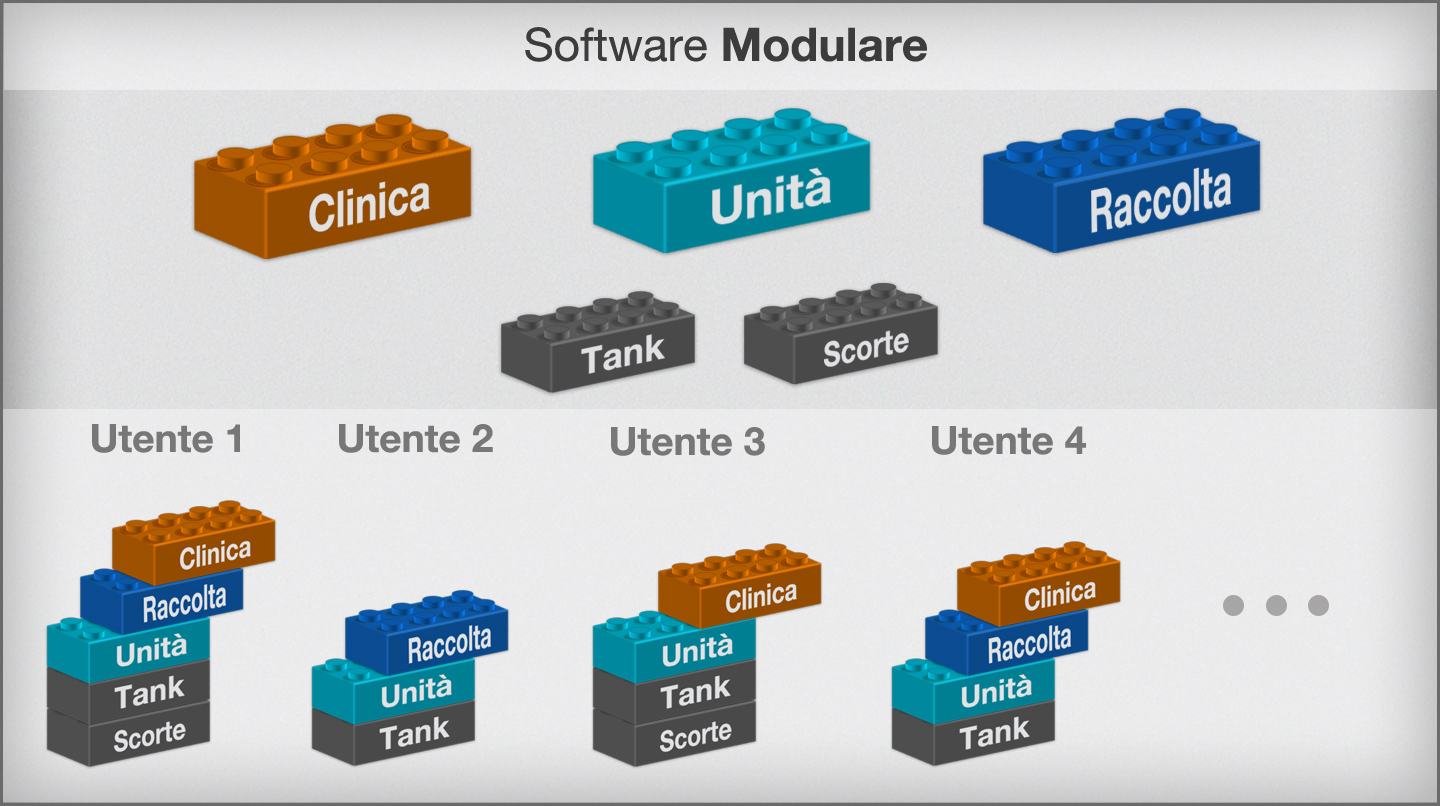 Software Modulare
Clinica
Unità
Raccolta
Tank
Scorte
Utente 1
Utente 2
Utente 3
Utente 4
Clinica
Raccolta
Unità
Tank
Scorte
Raccolta
Unità
Tank
Clinica
Unità
Tank
Scorte
Clinica
Raccolta
Unità
Tank